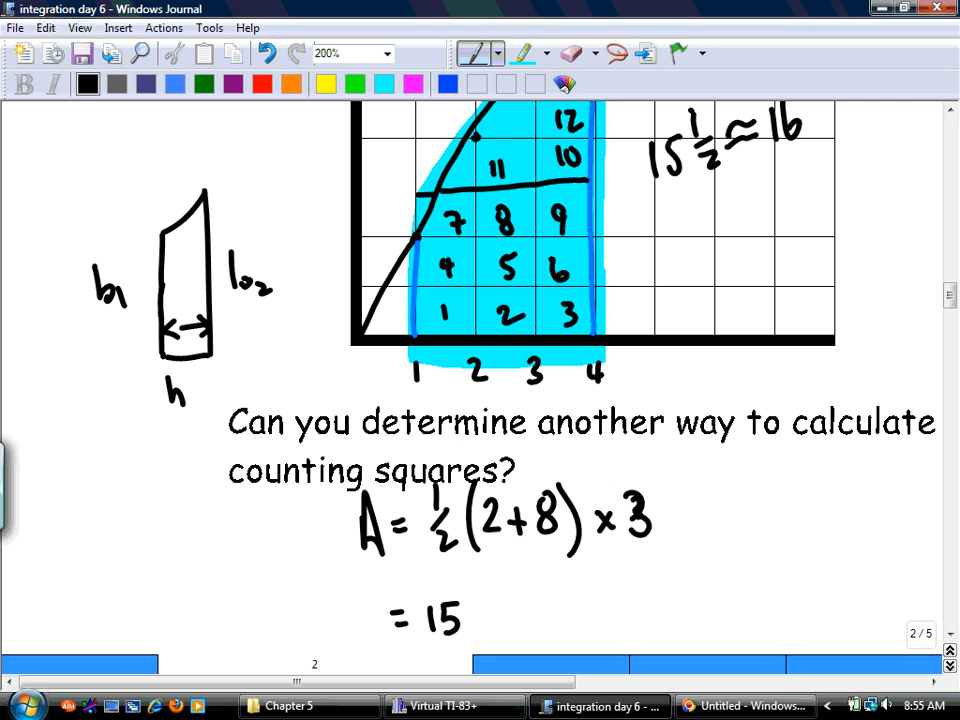 integration day 6 - Windows Journal
File Edit View Insert Actions Tools Help
200%
B I
12
11 10
7 8 9
4 5 6
1 2 3
1 2 3 4
15 1/2 ≈ 16
b1
b2
h
Can you determine another way to calculate
counting squares?
A = 1/2 (2+8) × 3
= 15
2 / 5
2
Chapter 5 Virtual TI-83+ integration day 6 - ... Untitled - Windows... 8:55 AM